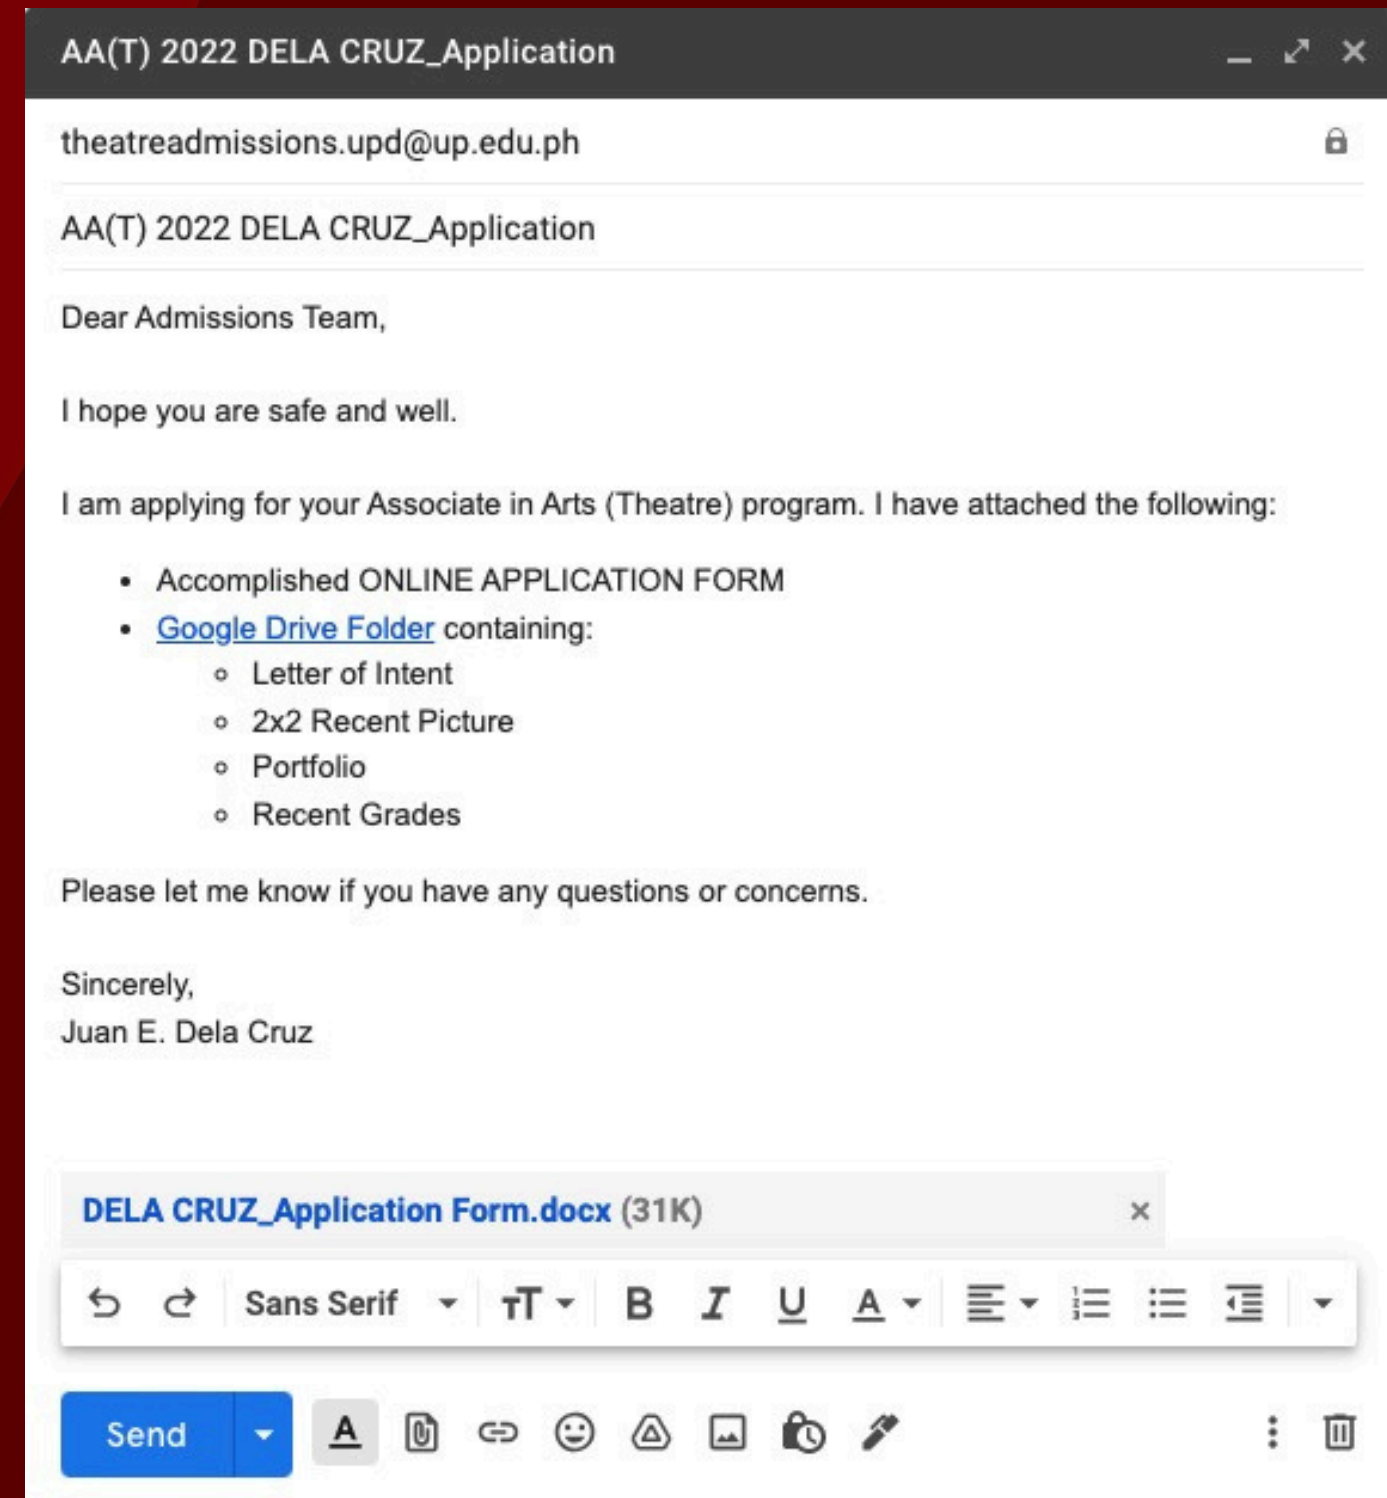 AA(T) 2022 DELA CRUZ_Application
theatreadmissions.upd@up.edu.ph
AA(T) 2022 DELA CRUZ_Application
Dear Admissions Team,
I hope you are safe and well.
I am applying for your Associate in Arts (Theatre) program. I have attached the following:
• Accomplished ONLINE APPLICATION FORM
• Google Drive Folder containing:
◦ Letter of Intent
◦ 2x2 Recent Picture
◦ Portfolio
◦ Recent Grades
Please let me know if you have any questions or concerns.
Sincerely,
Juan E. Dela Cruz
DELA CRUZ_Application Form.docx (31K)
Sans Serif
Send